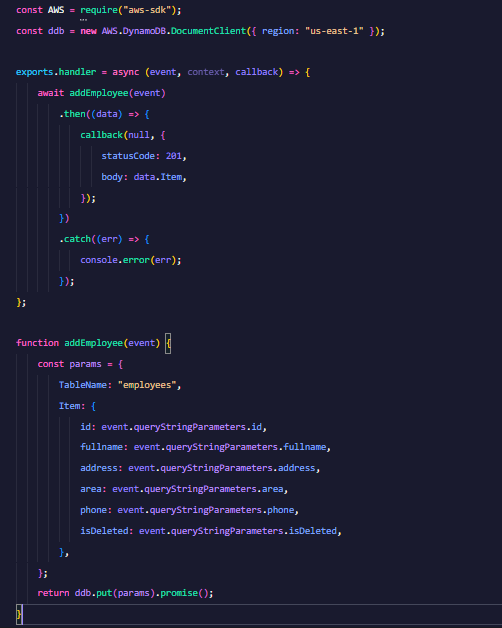 const AWS = require("aws-sdk");
const ddb = new AWS.DynamoDB.DocumentClient({ region: "us-east-1" });
exports.handler = async (event, context, callback) => {
await addEmployee(event)
.then((data) => {
callback(null, {
statusCode: 201,
body: data.Item,
});
})
.catch((err) => {
console.error(err);
});
};
function addEmployee(event) {
const params = {
TableName: "employees",
Item: {
id: event.queryStringParameters.id,
fullname: event.queryStringParameters.fullname,
address: event.queryStringParameters.address,
area: event.queryStringParameters.area,
phone: event.queryStringParameters.phone,
isDeleted: event.queryStringParameters.isDeleted,
},
};
return ddb.put(params).promise();
}